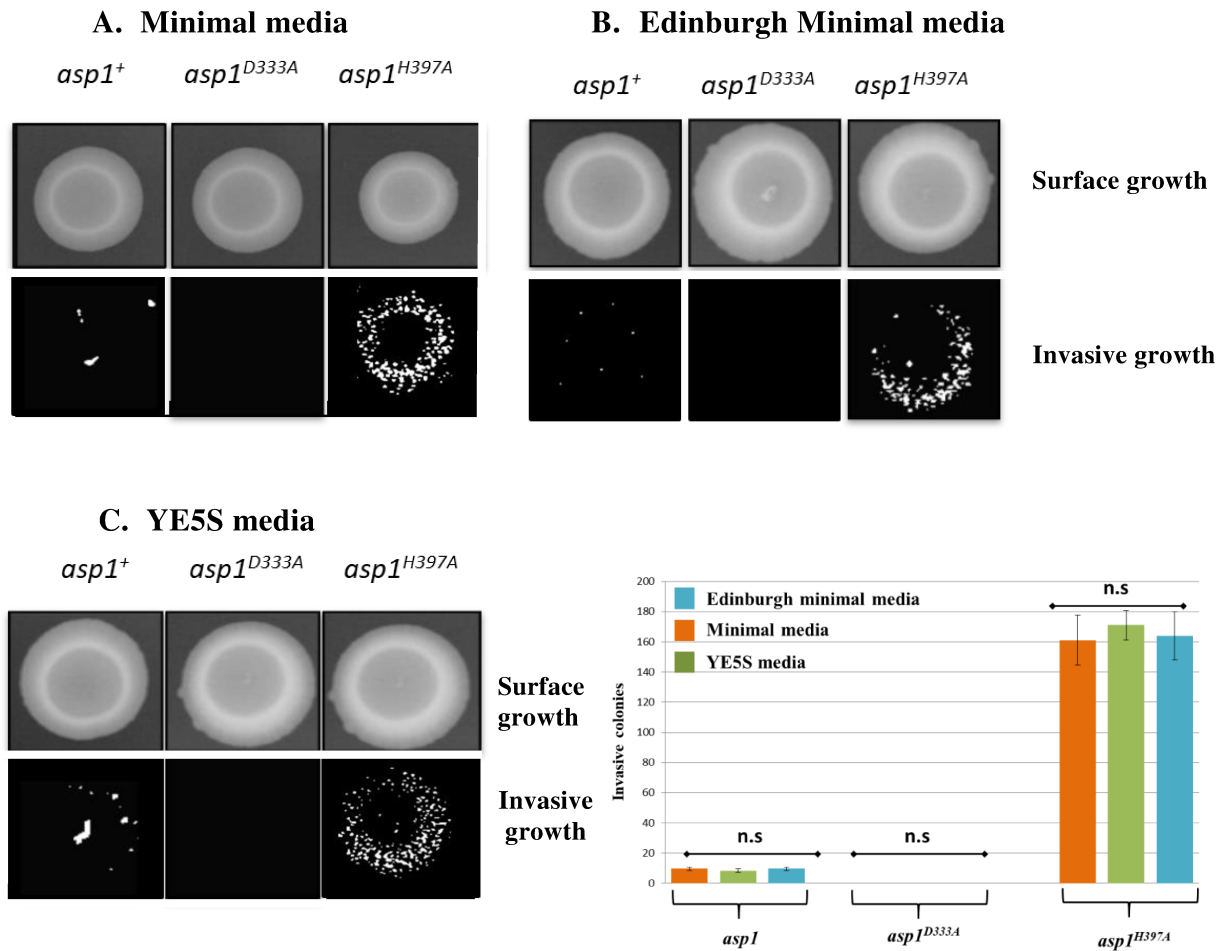 A. Minimal media
asp1+ asp1D333A asp1H397A
B. Edinburgh Minimal media
asp1+ asp1D333A asp1H397A
Surface growth
Invasive growth
C. YE5S media
asp1+ asp1D333A asp1H397A
Surface
growth
Invasive
growth
Invasive colonies
200
180
160
140
120
100
80
60
40
20
0
Edinburgh minimal media
Minimal media
YE5S media
n.s
n.s
n.s
asp1
asp1D333A
asp1H397A